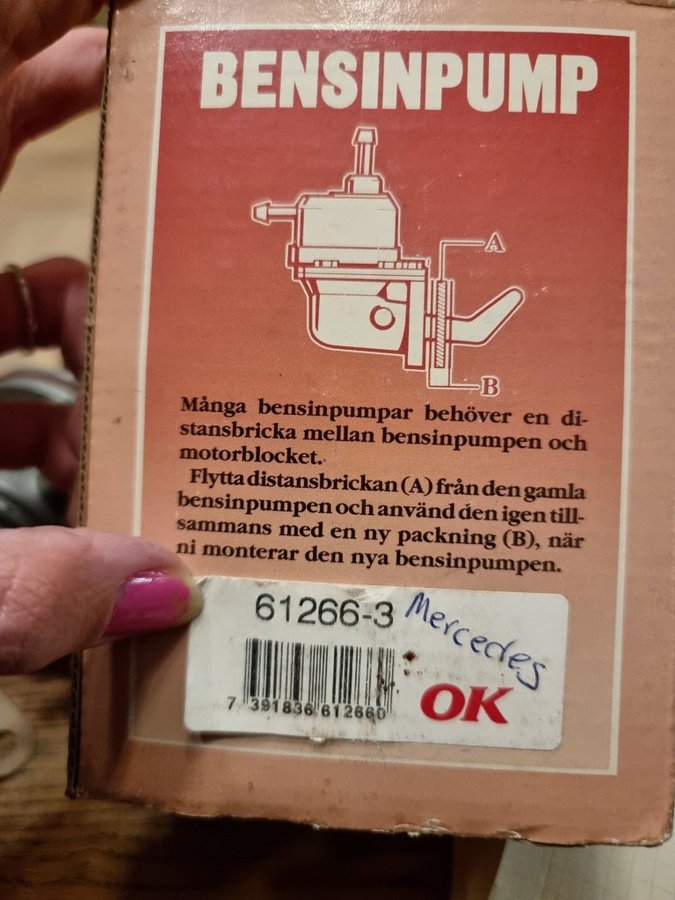 BENSINPUMP
A
B
Många bensinpumpar behöver en di-
stansbricka mellan bensinpumpen och
motorblocket.
Flytta distansbrickan (A) från den gamla
bensinpumpen och använd den igen till-
sammans med en ny packning (B), när
ni monterar den nya bensinpumpen.
61266-3 Mercedes
7 391836 612660
OK